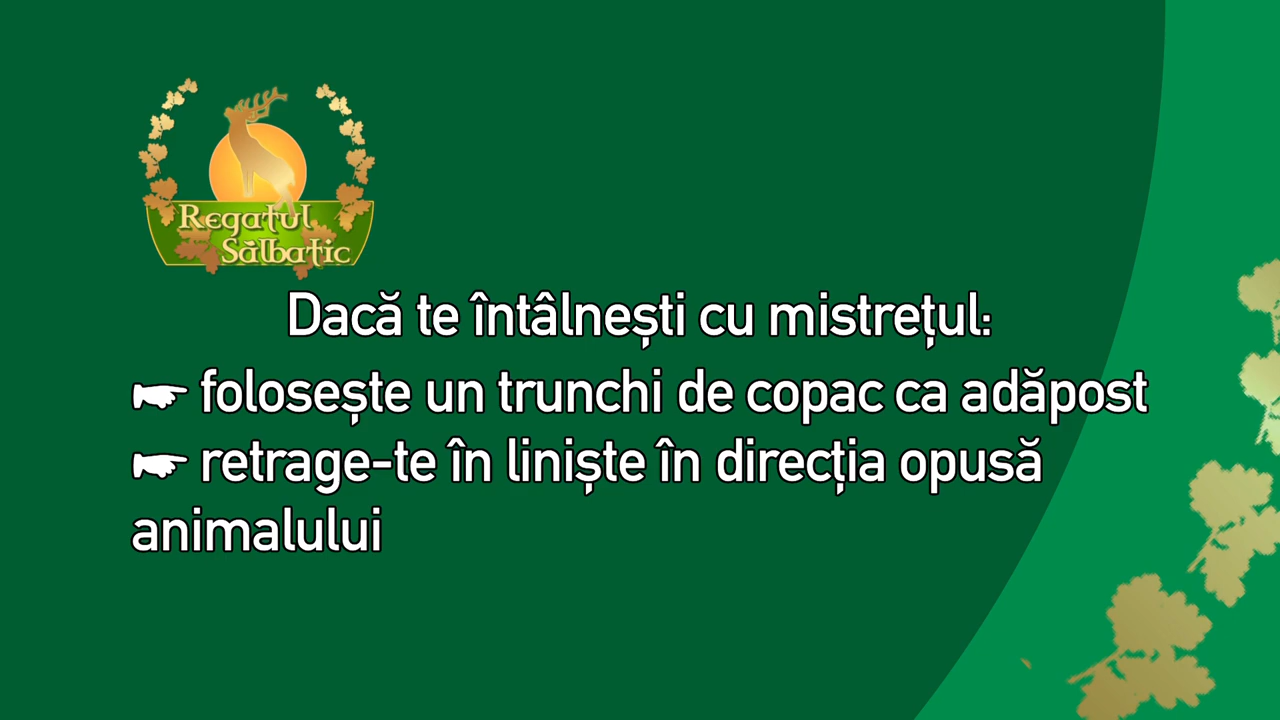 Regatul
Sălbatic
Dacă te întâlnești cu mistrețul:
☛ folosește un trunchi de copac ca adăpost
☛ retrage-te în liniște în direcția opusă
animalului